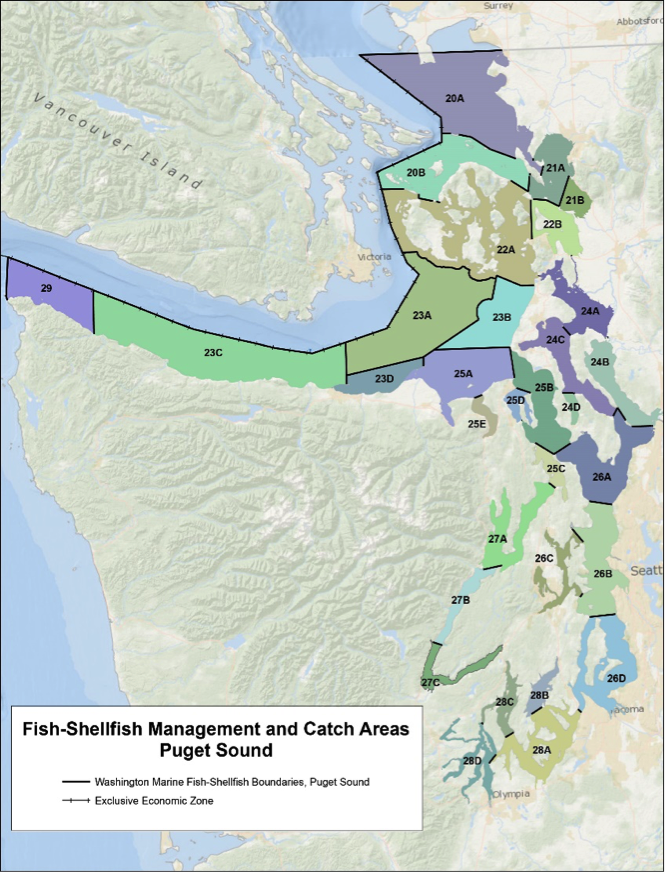 Surrey
Abbotsford
Vancouver Island
20A
21A
20B
21B
22B
22A
Victoria
29
24A
23A
23B
24C
23C
24B
25A
23D
25B
25D
24D
25E
25C
26A
27A
26C
Seatt
26B
27B
26D
27C
28B
28C
acoma
28A
28D
Olympia
Fish-Shellfish Management and Catch Areas
Puget Sound
Washington Marine Fish-Shellfish Boundaries, Puget Sound
Exclusive Economic Zone